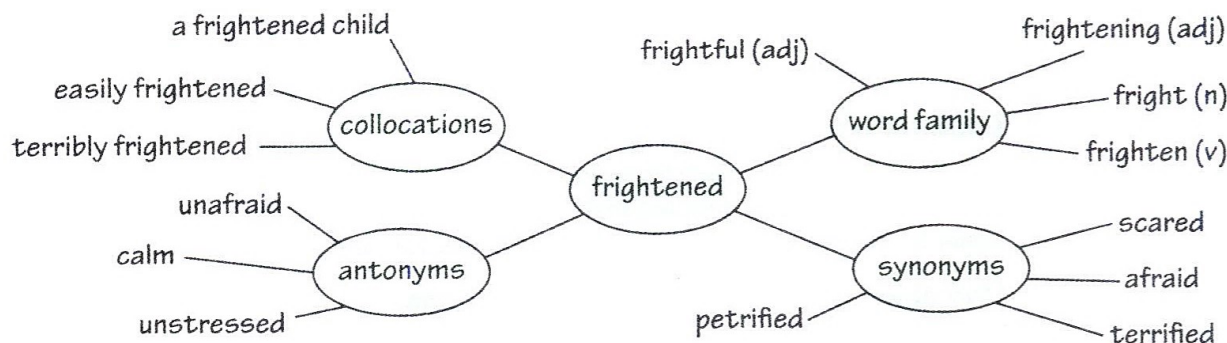 a frightened child
easily frightened
terribly frightened
collocations
frightful (adj)
frightening (adj)
fright (n)
frighten (v)
word family
frightened
unafraid
calm
unstressed
antonyms
synonyms
scared
afraid
terrified
petrified